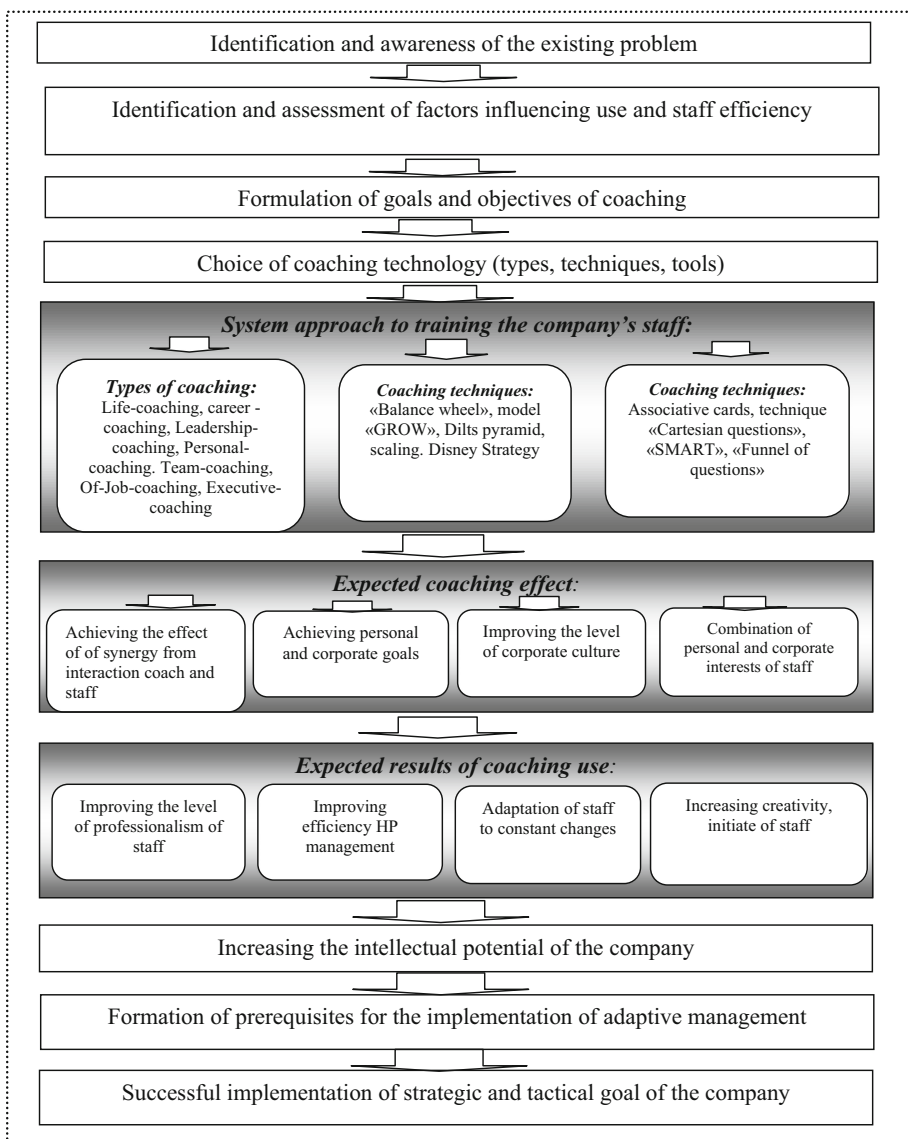 Identification and awareness of the existing problem
Identification and assessment of factors influencing use and staff efficiency
Formulation of goals and objectives of coaching
Choice of coaching technology (types, techniques, tools)
System approach to training the company's staff:
Types of coaching:
Life-coaching, career -
coaching, Leadership-
coaching, Personal-
coaching. Team-coaching,
Of-Job-coaching, Executive-
coaching
Coaching techniques:
«Balance wheel», model
«GROW», Dilts pyramid,
scaling. Disney Strategy
Coaching techniques:
Associative cards, technique
«Cartesian questions»,
«SMART», «Funnel of
questions»
Expected coaching effect:
Achieving the effect
of of synergy from
interaction coach and
staff
Achieving personal
and corporate goals
Improving the level
of corporate culture
Combination of
personal and corporate
interests of staff
Expected results of coaching use:
Improving the level
of professionalism of
staff
Improving
efficiency HP
management
Adaptation of staff
to constant changes
Increasing creativity,
initiate of staff
Increasing the intellectual potential of the company
Formation of prerequisites for the implementation of adaptive management
Successful implementation of strategic and tactical goal of the company